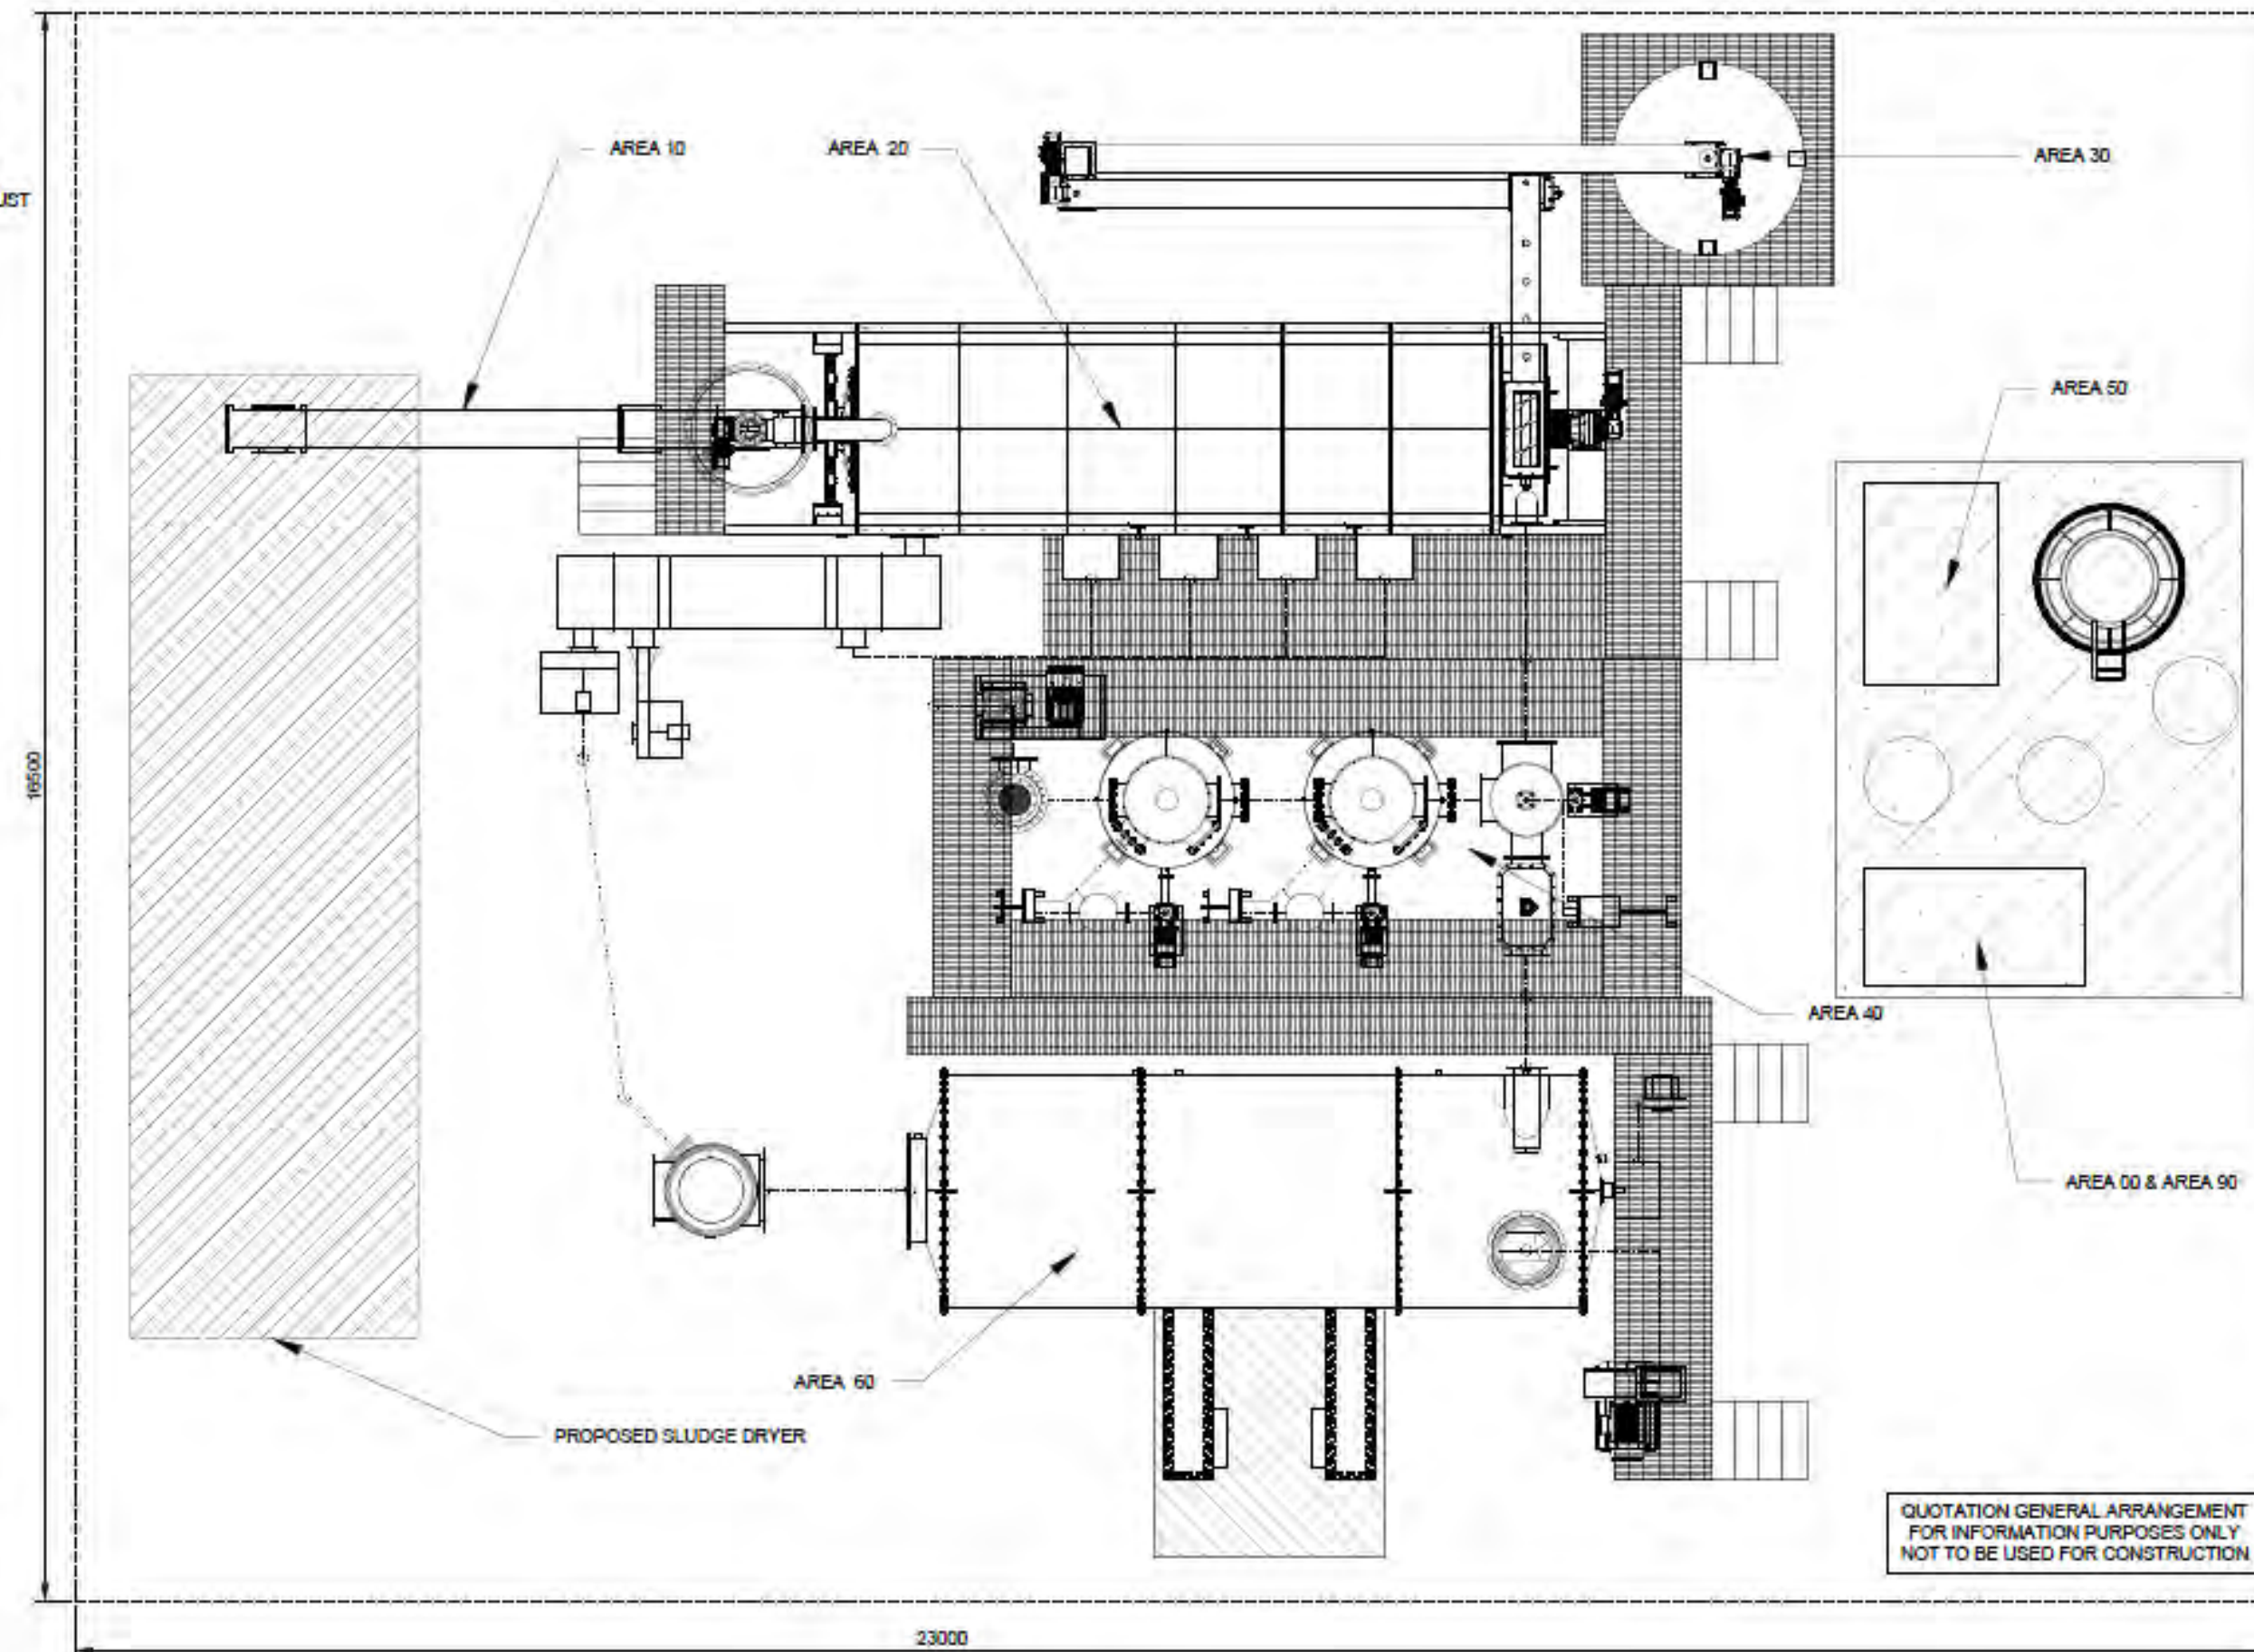 AREA 10
AREA 20
AREA 30
UST
AREA 50
16500
AREA 40
AREA 00 & AREA 90
AREA 60
PROPOSED SLUDGE DRYER
QUOTATION GENERAL ARRANGEMENT
FOR INFORMATION PURPOSES ONLY
NOT TO BE USED FOR CONSTRUCTION
23000